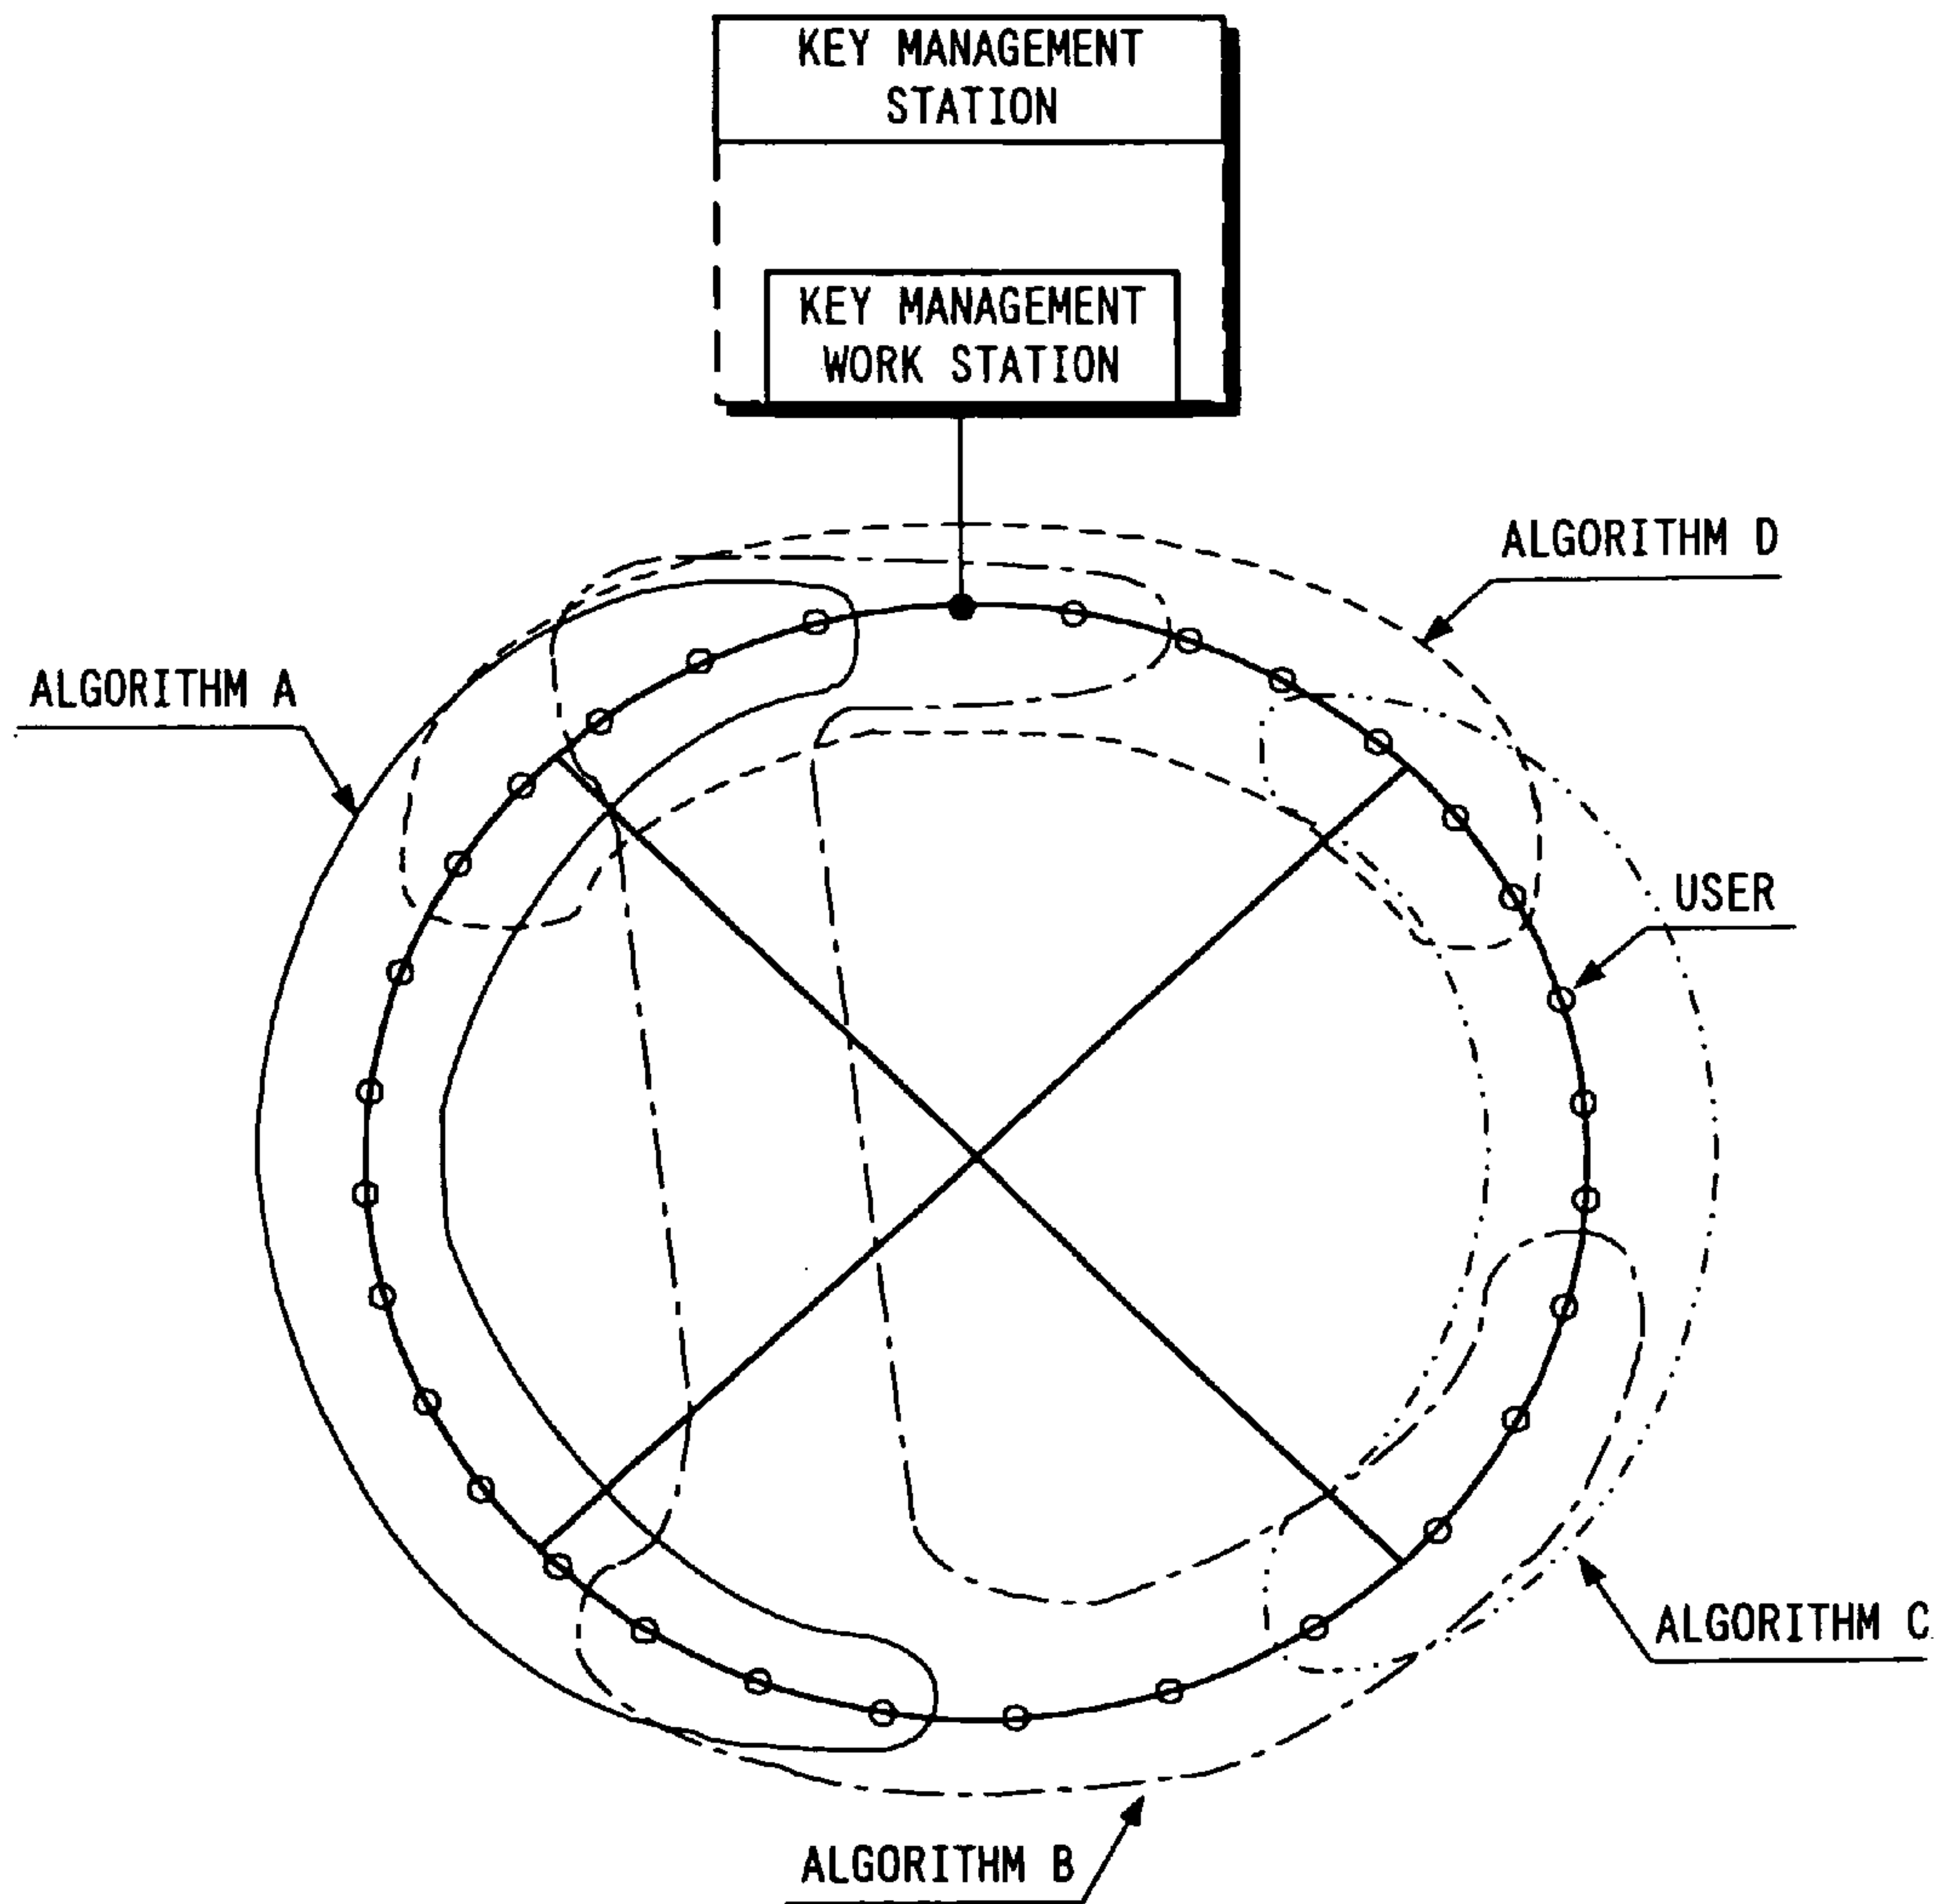 KEY MANAGEMENT
STATION
KEY MANAGEMENT
WORK STATION
ALGORITHM D
ALGORITHM A
USER
ALGORITHM C
ALGORITHM B